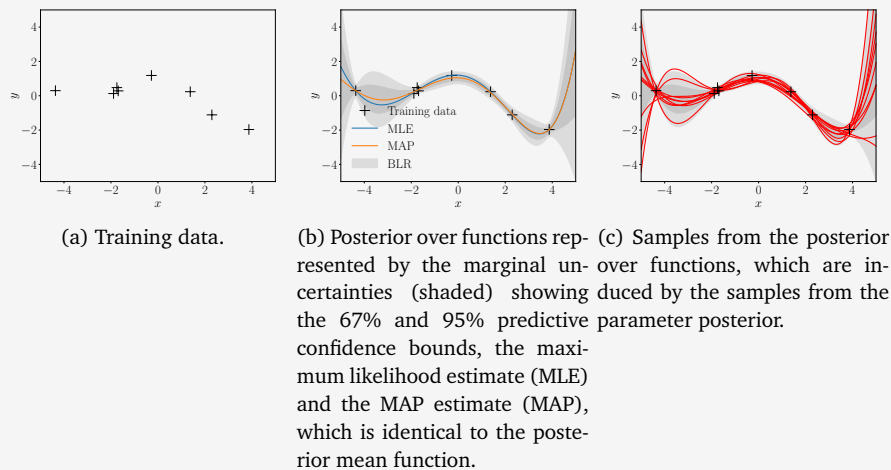 4
2
0
−2
−4
y
−4
−2
0
2
4
x
(a) Training data.
4
2
0
−2
−4
y
Training data
MLE
MAP
BLR
−4
−2
0
2
4
x
(b) Posterior over functions rep-
resented by the marginal un-
certainties (shaded) showing
the 67% and 95% predictive
confidence bounds, the maxi-
mum likelihood estimate (MLE)
and the MAP estimate (MAP),
which is identical to the poste-
rior mean function.
4
2
0
−2
−4
y
−4
−2
0
2
4
x
(c) Samples from the posterior
over functions, which are in-
duced by the samples from the
parameter posterior.